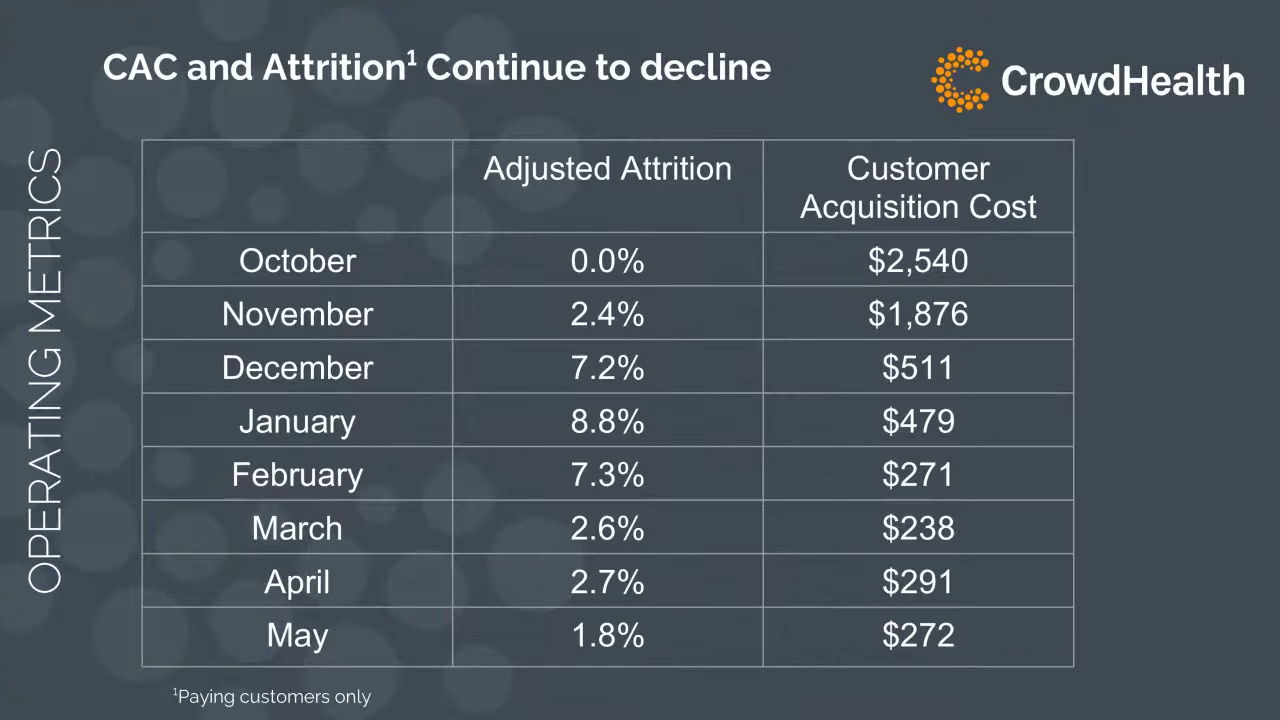 CAC and Attrition¹ Continue to decline
CrowdHealth
OPERATING METRICS
Adjusted Attrition
Customer
Acquisition Cost
October 0.0% $2,540
November 2.4% $1,876
December 7.2% $511
January 8.8% $479
February 7.3% $271
March 2.6% $238
April 2.7% $291
May 1.8% $272
¹Paying customers only